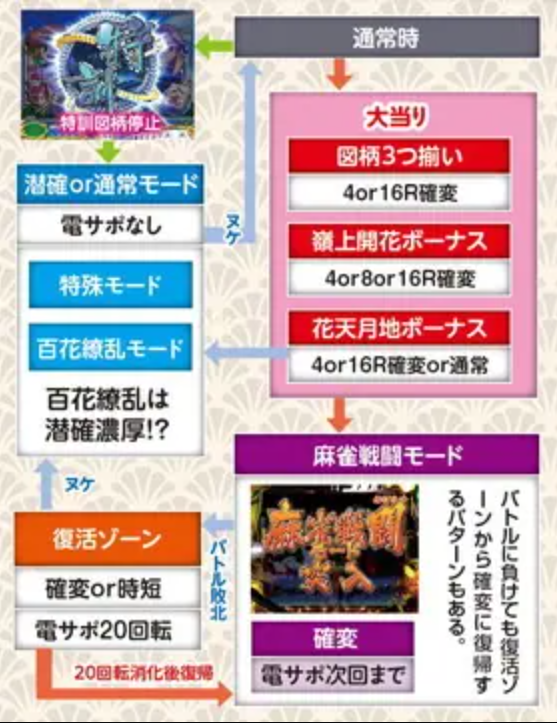 通常時
特訓
特訓図柄停止
大当り
図柄3つ揃い
4or16R確変
嶺上開花ボーナス
4or8or16R確変
花天月地ボーナス
4or16R確変or通常
潜確or通常モード
電サポなし
ヌケ
特殊モード
百花繚乱モード
百花繚乱は
潜確濃厚!?
ヌケ
麻雀戦闘モード
麻雀戦闘
突入
バトルに負けても復活ゾ
ーンから確変に復帰す
るパターンもある。
確変
電サポ次回まで
バトル敗北
復活ゾーン
確変or時短
電サポ20回転
20回転消化後復帰